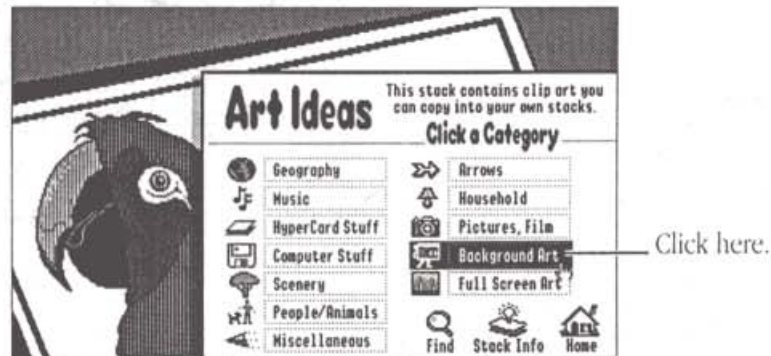 Art Ideas
This stack contains clip art you
can copy into your own stacks.
Click a Category
Geography
Music
HyperCard Stuff
Computer Stuff
Scenery
People/Animals
Miscellaneous
Arrows
Household
Pictures, Film
Background Art
Full Screen Art
Find
Stack Info
Home
Click here.